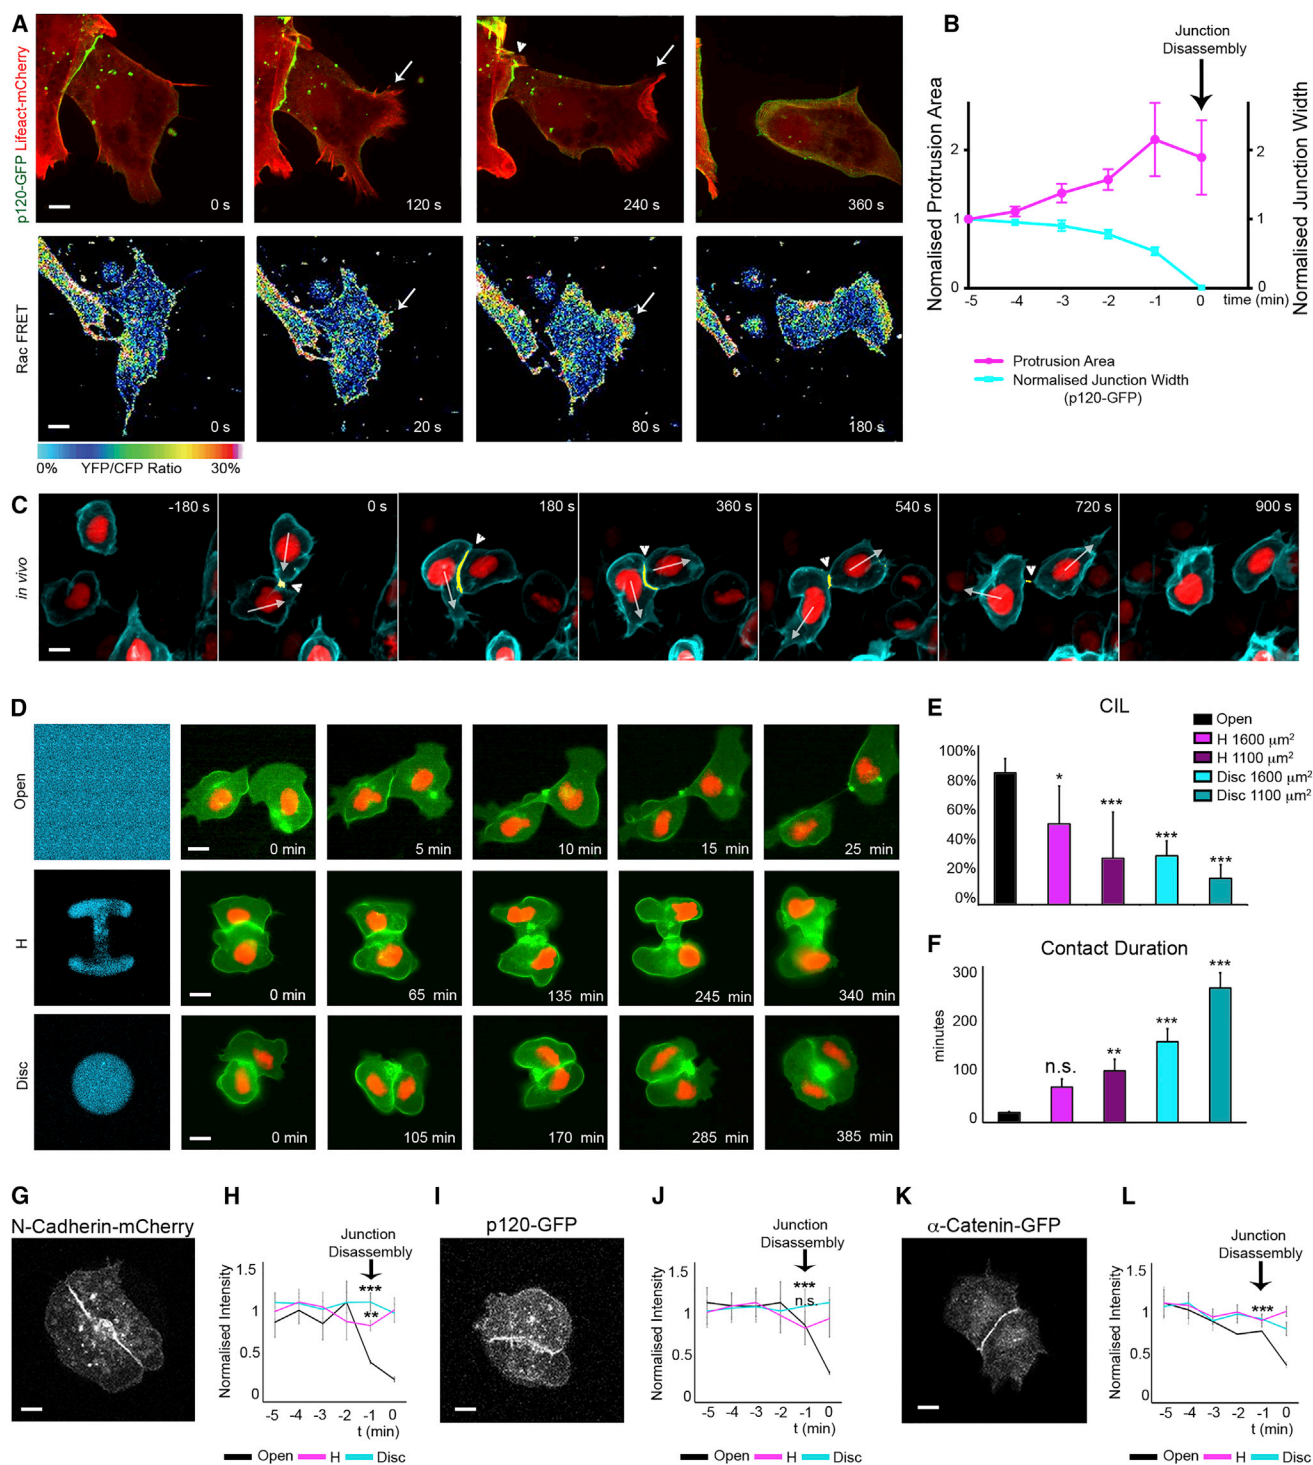 A
p120-GFP Lifeact-mCherry
0 s
120 s
240 s
360 s
Rac FRET
0 s
20 s
80 s
180 s
0% YFP/CFP Ratio 30%
B
Junction
Disassembly
Normalised Protrusion Area
Normalised Junction Width
2
1
0
2
1
0
-5 -4 -3 -2 -1 0 time (min)
Protrusion Area
Normalised Junction Width
(p120-GFP)
C
in vivo
-180 s
0 s
180 s
360 s
540 s
720 s
900 s
D
Open
0 min
5 min
10 min
15 min
25 min
H
0 min
65 min
135 min
245 min
340 min
Disc
0 min
105 min
170 min
285 min
385 min
E
CIL
Open
H 1600 µm²
H 1100 µm²
Disc 1600 µm²
Disc 1100 µm²
100%
80%
60%
40%
20%
0%
*
***
***
***
F
Contact Duration
minutes
300
200
100
0
n.s.
**
***
***
G
N-Cadherin-mCherry
H
Junction
Disassembly
Normalised Intensity
1.5
1
0.5
0
***
**
-5 -4 -3 -2 -1 0
t (min)
Open H Disc
I
p120-GFP
J
Junction
Disassembly
Normalised Intensity
1.5
1
0.5
0
***
n.s.
-5 -4 -3 -2 -1 0
t (min)
Open H Disc
K
α-Catenin-GFP
L
Junction
Disassembly
Normalised Intensity
1.5
1
0.5
0
***
-5 -4 -3 -2 -1 0
t (min)
Open H Disc